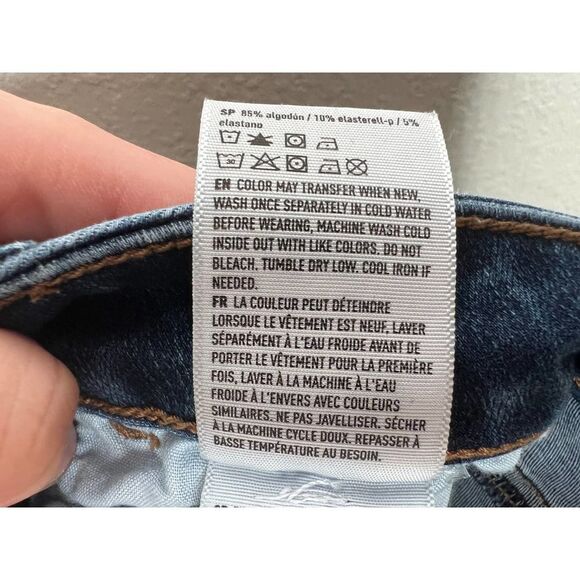 SP 85% algodón / 10% elasterell-p / 5%
elastano
30
EN COLOR MAY TRANSFER WHEN NEW,
WASH ONCE SEPARATELY IN COLD WATER
BEFORE WEARING, MACHINE WASH COLD
INSIDE OUT WITH LIKE COLORS. DO NOT
BLEACH. TUMBLE DRY LOW. COOL IRON IF
NEEDED.
FR LA COULEUR PEUT DÉTEINDRE
LORSQUE LE VÊTEMENT EST NEUF, LAVER
SÉPARÉMENT À L'EAU FROIDE AVANT DE
PORTER LE VÊTEMENT POUR LA PREMIÈRE
FOIS, LAVER À LA MACHINE À L'EAU
FROIDE À L'ENVERS AVEC COULEURS
SIMILAIRES. NE PAS JAVELLISER. SÉCHER
À LA MACHINE CYCLE DOUX. REPASSER À
BASSE TEMPÉRATURE AU BESOIN.